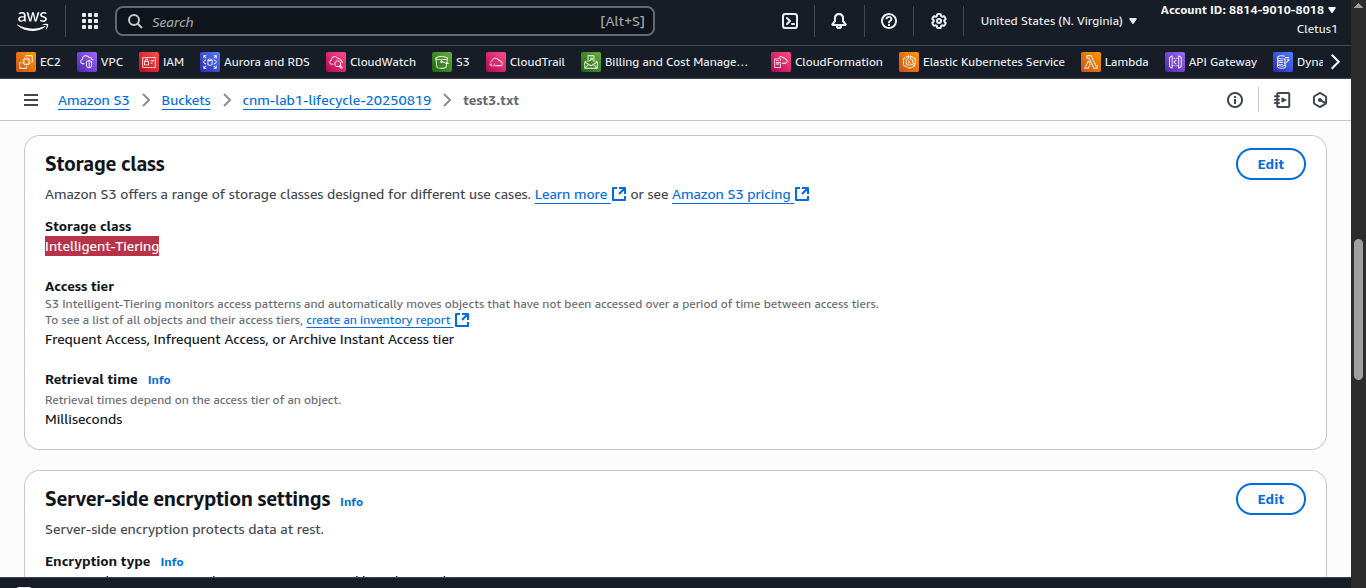 aws
Search [Alt+S]
United States (N. Virginia)
Account ID: 8814-9010-8018
Cletus1
EC2 VPC IAM Aurora and RDS CloudWatch S3 CloudTrail Billing and Cost Manage... CloudFormation Elastic Kubernetes Service Lambda API Gateway Dyna
Amazon S3 > Buckets > cnm-lab1-lifecycle-20250819 > test3.txt
Storage class
Edit
Amazon S3 offers a range of storage classes designed for different use cases. Learn more or see Amazon S3 pricing
Storage class
Intelligent-Tiering
Access tier
S3 Intelligent-Tiering monitors access patterns and automatically moves objects that have not been accessed over a period of time between access tiers.
To see a list of all objects and their access tiers, create an inventory report
Frequent Access, Infrequent Access, or Archive Instant Access tier
Retrieval time Info
Retrieval times depend on the access tier of an object.
Milliseconds
Server-side encryption settings Info
Edit
Server-side encryption protects data at rest.
Encryption type Info